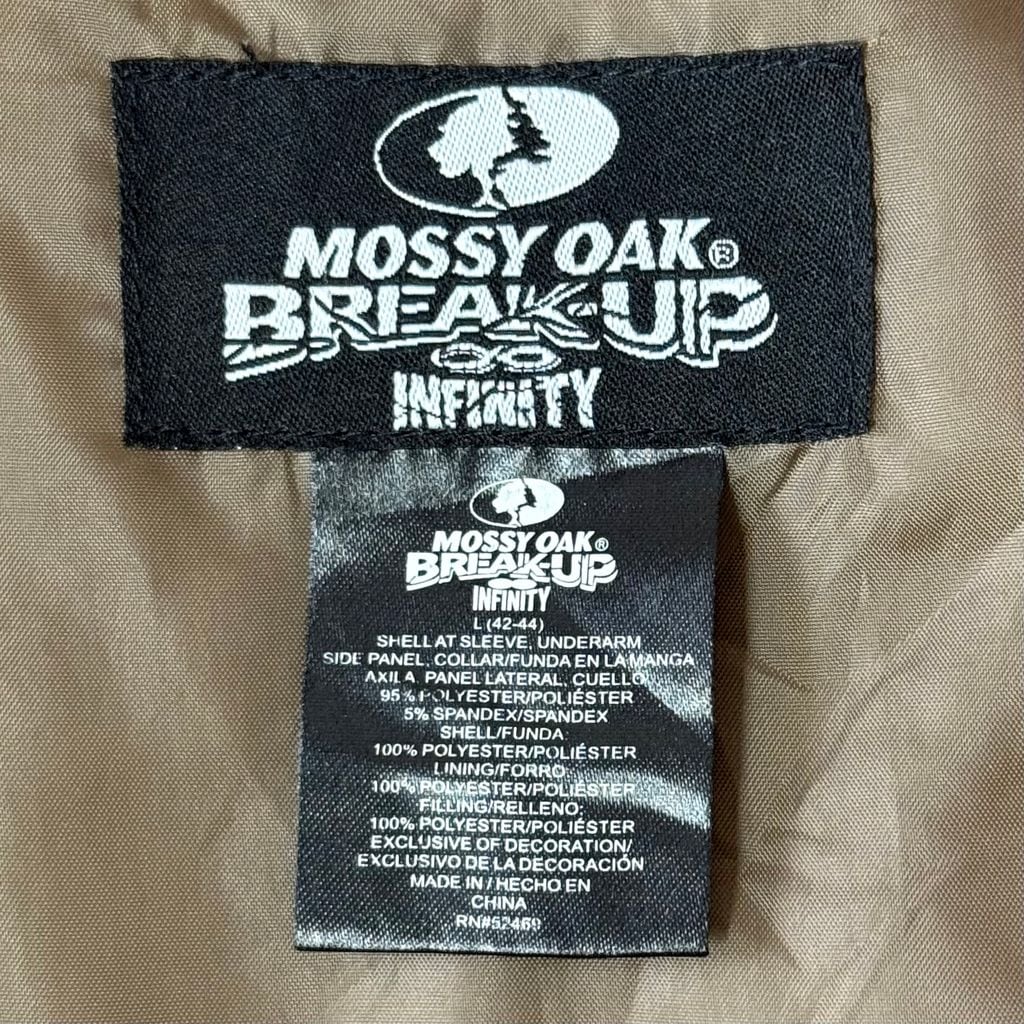 MOSSY OAK®
BREAK-UP
INFINITY
MOSSY OAK®
BREAK-UP
INFINITY
L (42-44)
SHELL AT SLEEVE, UNDERARM
SIDE PANEL, COLLAR/FUNDA EN LA MANGA
AXILA, PANEL LATERAL, CUELLO
95% POLYESTER/POLIÉSTER
5% SPANDEX/SPANDEX
SHELL/FUNDA:
100% POLYESTER/POLIÉSTER
LINING/FORRO:
100% POLYESTER/POLIÉSTER
FILLING/RELLENO:
100% POLYESTER/POLIÉSTER
EXCLUSIVE OF DECORATION/
EXCLUSIVO DE LA DECORACIÓN
MADE IN / HECHO EN
CHINA
RN#52469